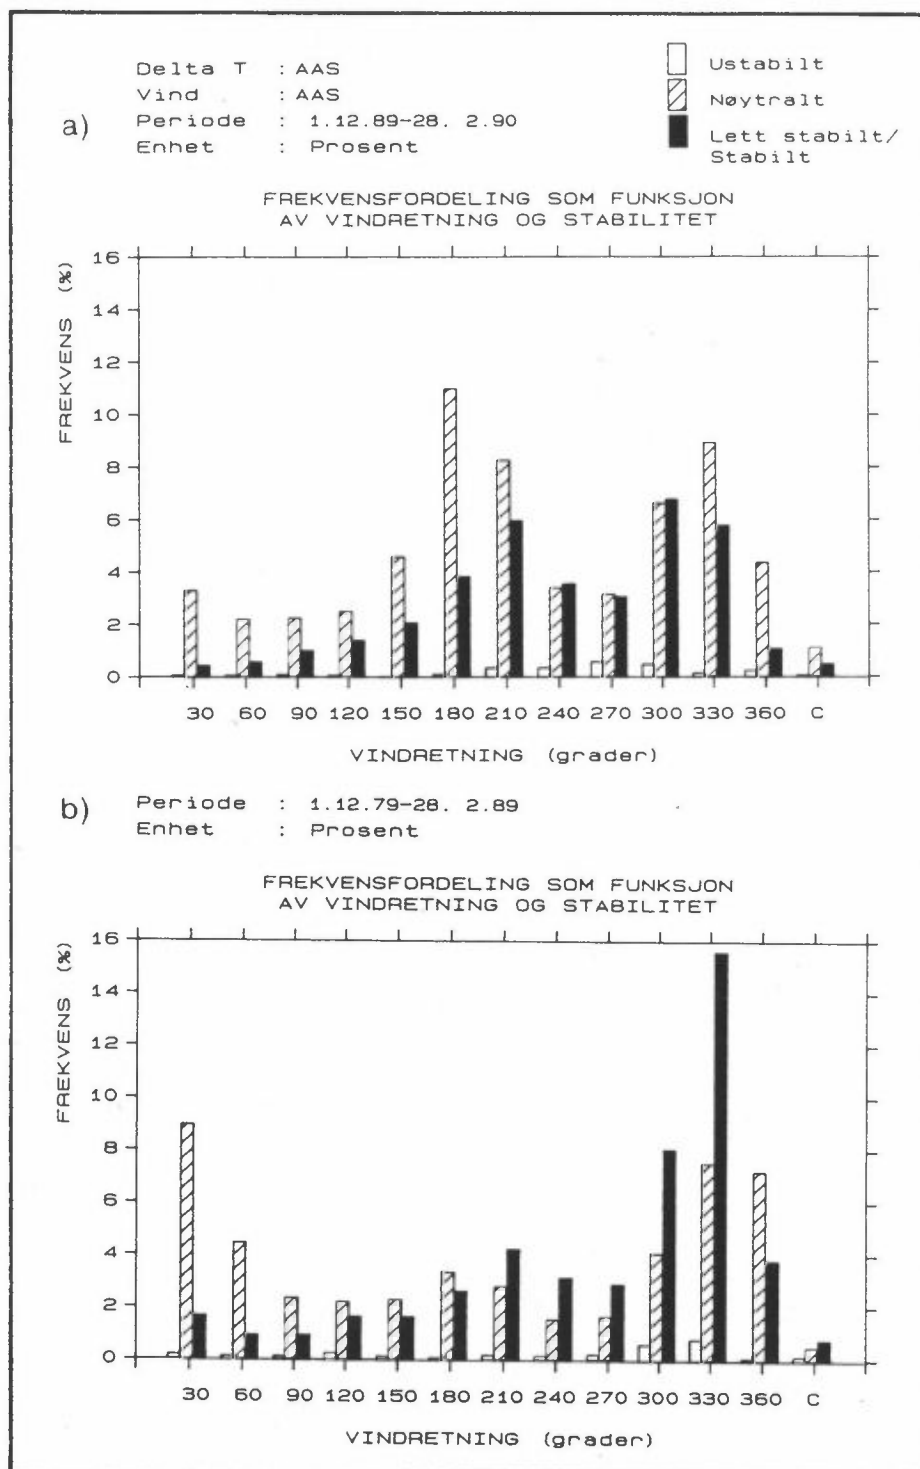 a)
Delta T : AAS
Vind : AAS
Periode : 1.12.89-28. 2.90
Enhet : Prosent
Ustabilt
Nøytralt
Lett stabilt/
Stabilt
FREKVENSFORDELING SOM FUNKSJON
AV VINDRETNING OG STABILITET
FREKVENS (%)
16
14
12
10
8
6
4
2
0
30 60 90 120 150 180 210 240 270 300 330 360 C
VINDRETNING (grader)
b)
Periode : 1.12.79-28. 2.89
Enhet : Prosent
FREKVENSFORDELING SOM FUNKSJON
AV VINDRETNING OG STABILITET
FREKVENS (%)
16
14
12
10
8
6
4
2
0
30 60 90 120 150 180 210 240 270 300 330 360 C
VINDRETNING (grader)